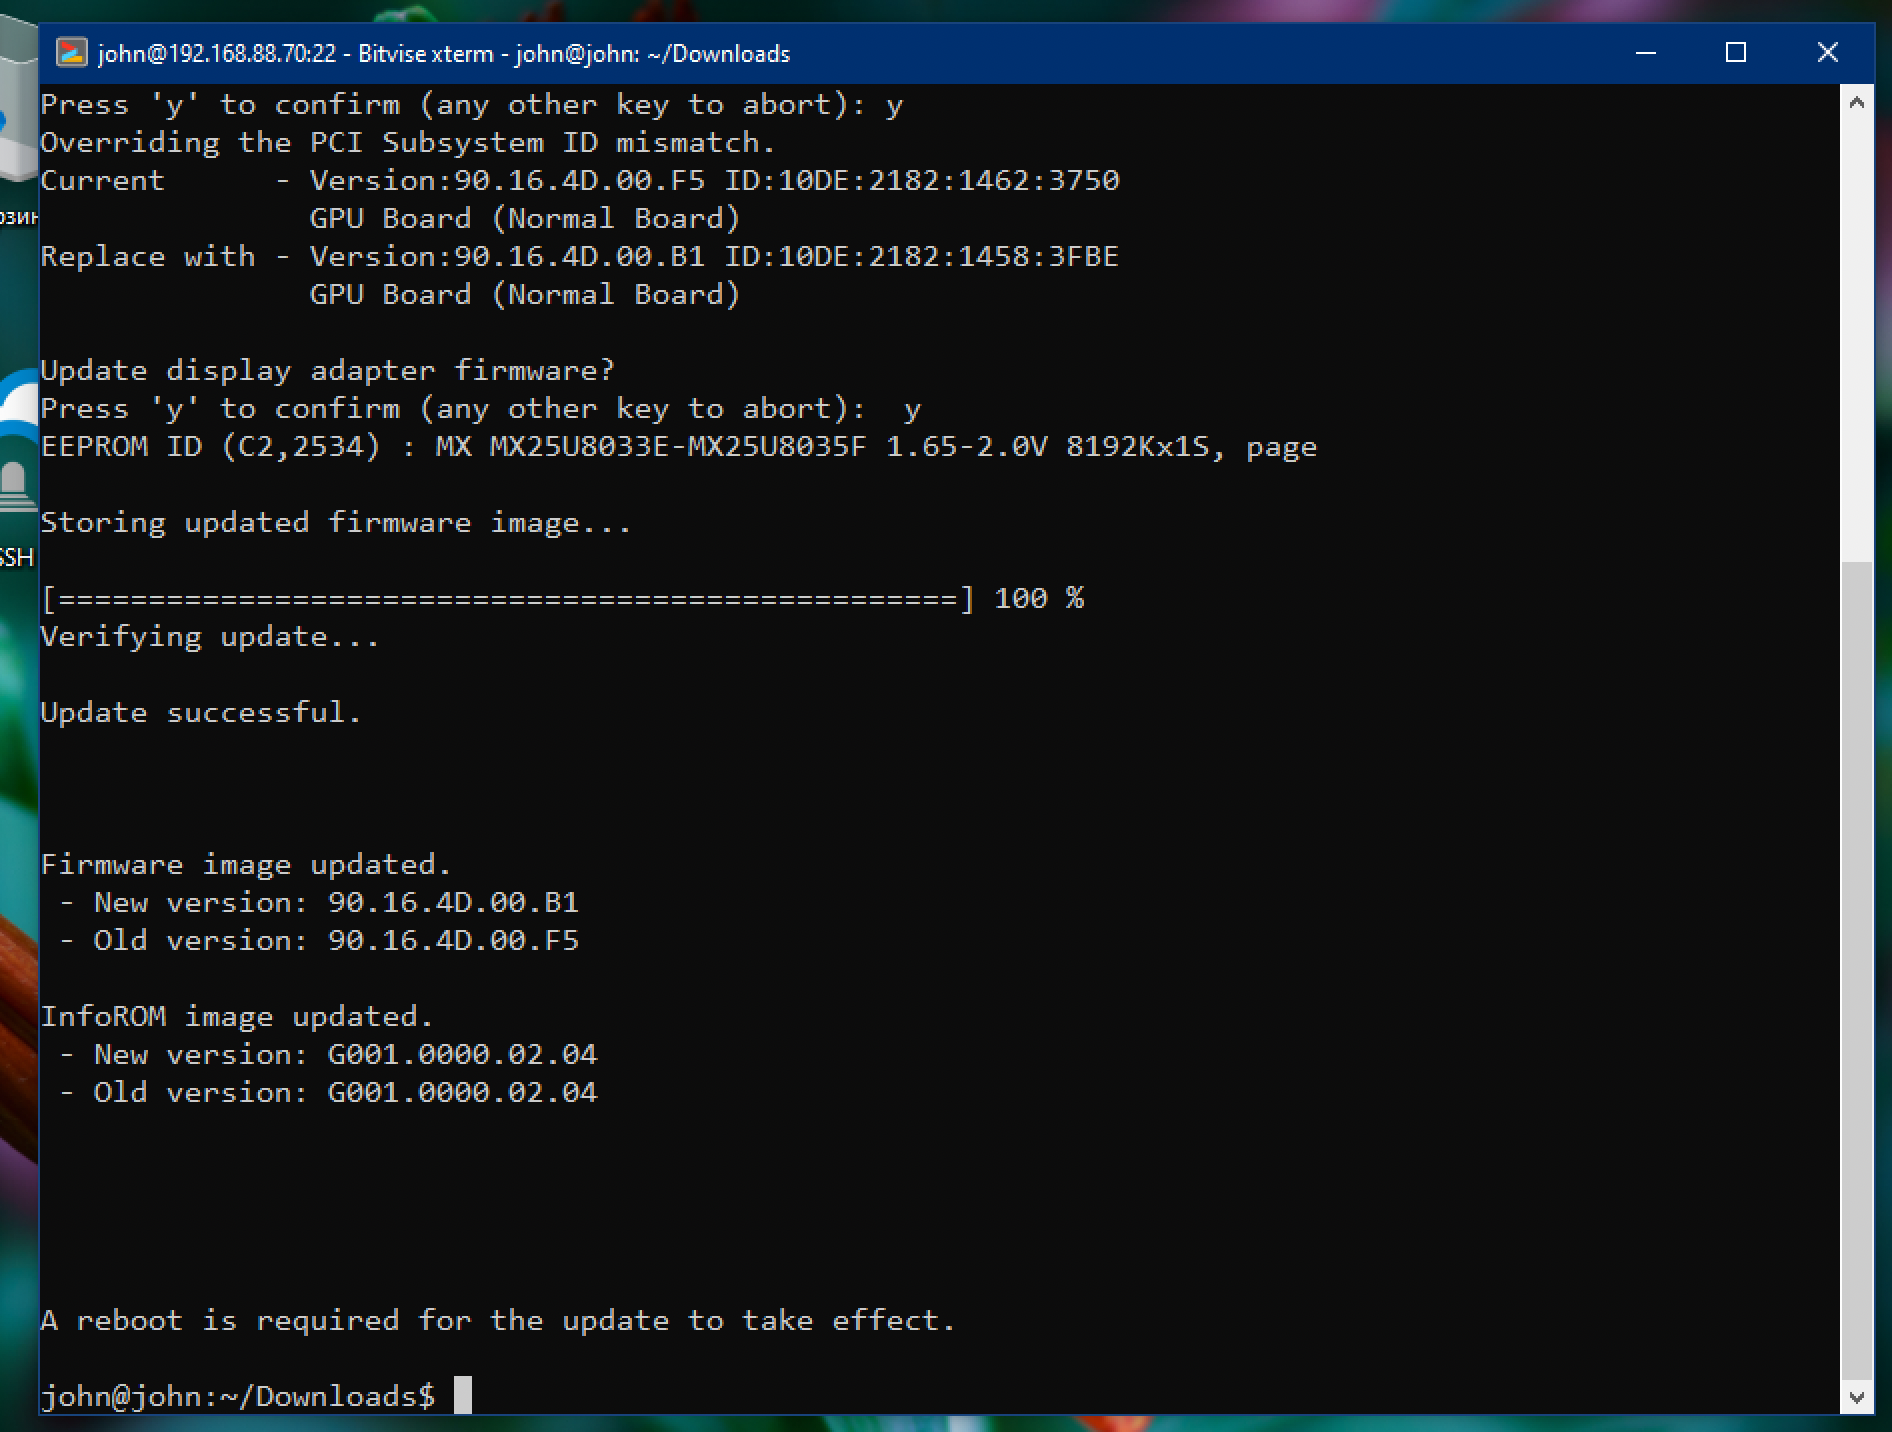 john@192.168.88.70:22 - Bitvise xterm - john@john: ~/Downloads
Press 'y' to confirm (any other key to abort): y
Overriding the PCI Subsystem ID mismatch.
Current      - Version:90.16.4D.00.F5 ID:10DE:2182:1462:3750
               GPU Board (Normal Board)
Replace with - Version:90.16.4D.00.B1 ID:10DE:2182:1458:3FBE
               GPU Board (Normal Board)
Update display adapter firmware?
Press 'y' to confirm (any other key to abort):  y
EEPROM ID (C2,2534) : MX MX25U8033E-MX25U8035F 1.65-2.0V 8192Kx1S, page
Storing updated firmware image...
[==================================================] 100 %
Verifying update...
Update successful.
Firmware image updated.
 - New version: 90.16.4D.00.B1
 - Old version: 90.16.4D.00.F5
InfoROM image updated.
 - New version: G001.0000.02.04
 - Old version: G001.0000.02.04
A reboot is required for the update to take effect.
john@john:~/Downloads$
SSH